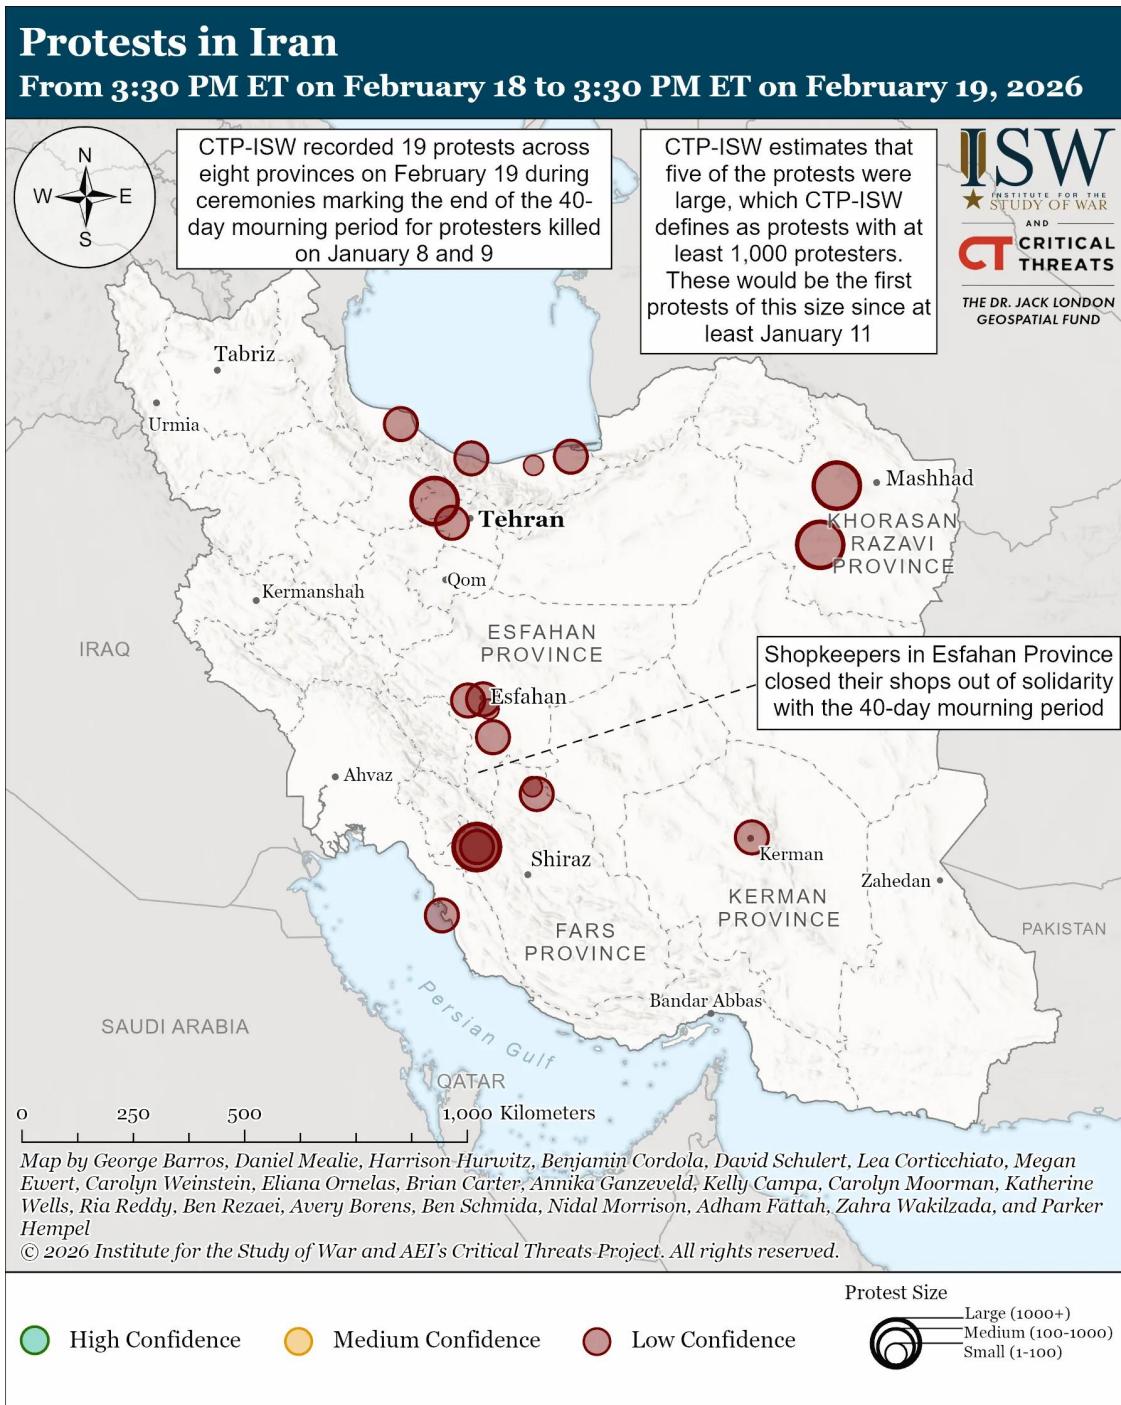 Protests in Iran
From 3:30 PM ET on February 18 to 3:30 PM ET on February 19, 2026
N
W
E
S
CTP-ISW recorded 19 protests across
eight provinces on February 19 during
ceremonies marking the end of the 40-
day mourning period for protesters killed
on January 8 and 9
CTP-ISW estimates that
five of the protests were
large, which CTP-ISW
defines as protests with at
least 1,000 protesters.
These would be the first
protests of this size since at
least January 11
ISW
INSTITUTE FOR THE
STUDY OF WAR
AND
CT CRITICAL
THREATS
THE DR. JACK LONDON
GEOSPATIAL FUND
Tabriz
Urmia
Mashhad
Tehran
KHORASAN
RAZAVI
PROVINCE
Qom
Kermanshah
ESFAHAN
PROVINCE
IRAQ
Shopkeepers in Esfahan Province
closed their shops out of solidarity
with the 40-day mourning period
Esfahan
Ahvaz
Shiraz
Kerman
Zahedan
KERMAN
PROVINCE
FARS
PROVINCE
PAKISTAN
Bandar Abbas
Persian Gulf
SAUDI ARABIA
QATAR
0 250 500 1,000 Kilometers
Map by George Barros, Daniel Mealie, Harrison Hurwitz, Benjamin Cordola, David Schulert, Lea Corticchiato, Megan
Ewert, Carolyn Weinstein, Eliana Ornelas, Brian Carter, Annika Ganzeveld, Kelly Campa, Carolyn Moorman, Katherine
Wells, Ria Reddy, Ben Rezaei, Avery Borens, Ben Schmida, Nidal Morrison, Adham Fattah, Zahra Wakilzada, and Parker
Hempel
© 2026 Institute for the Study of War and AEI's Critical Threats Project. All rights reserved.
High Confidence
Medium Confidence
Low Confidence
Protest Size
Large (1000+)
Medium (100-1000)
Small (1-100)